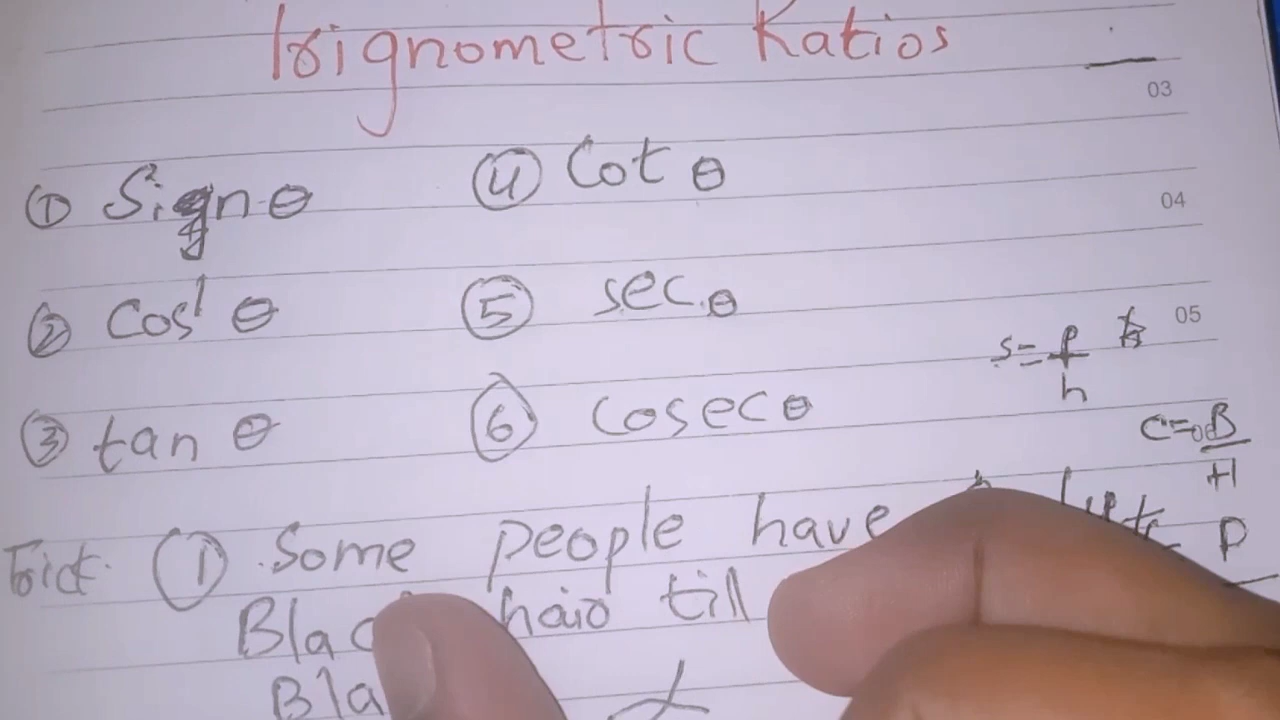 Trignometric Ratios
03
① Sign θ ④ Cot θ
04
② Cos θ ⑤ sec θ
05
s = p/h
③ tan θ ⑥ cosec θ
c = B/H
Trick ① Some people have
P
hair till